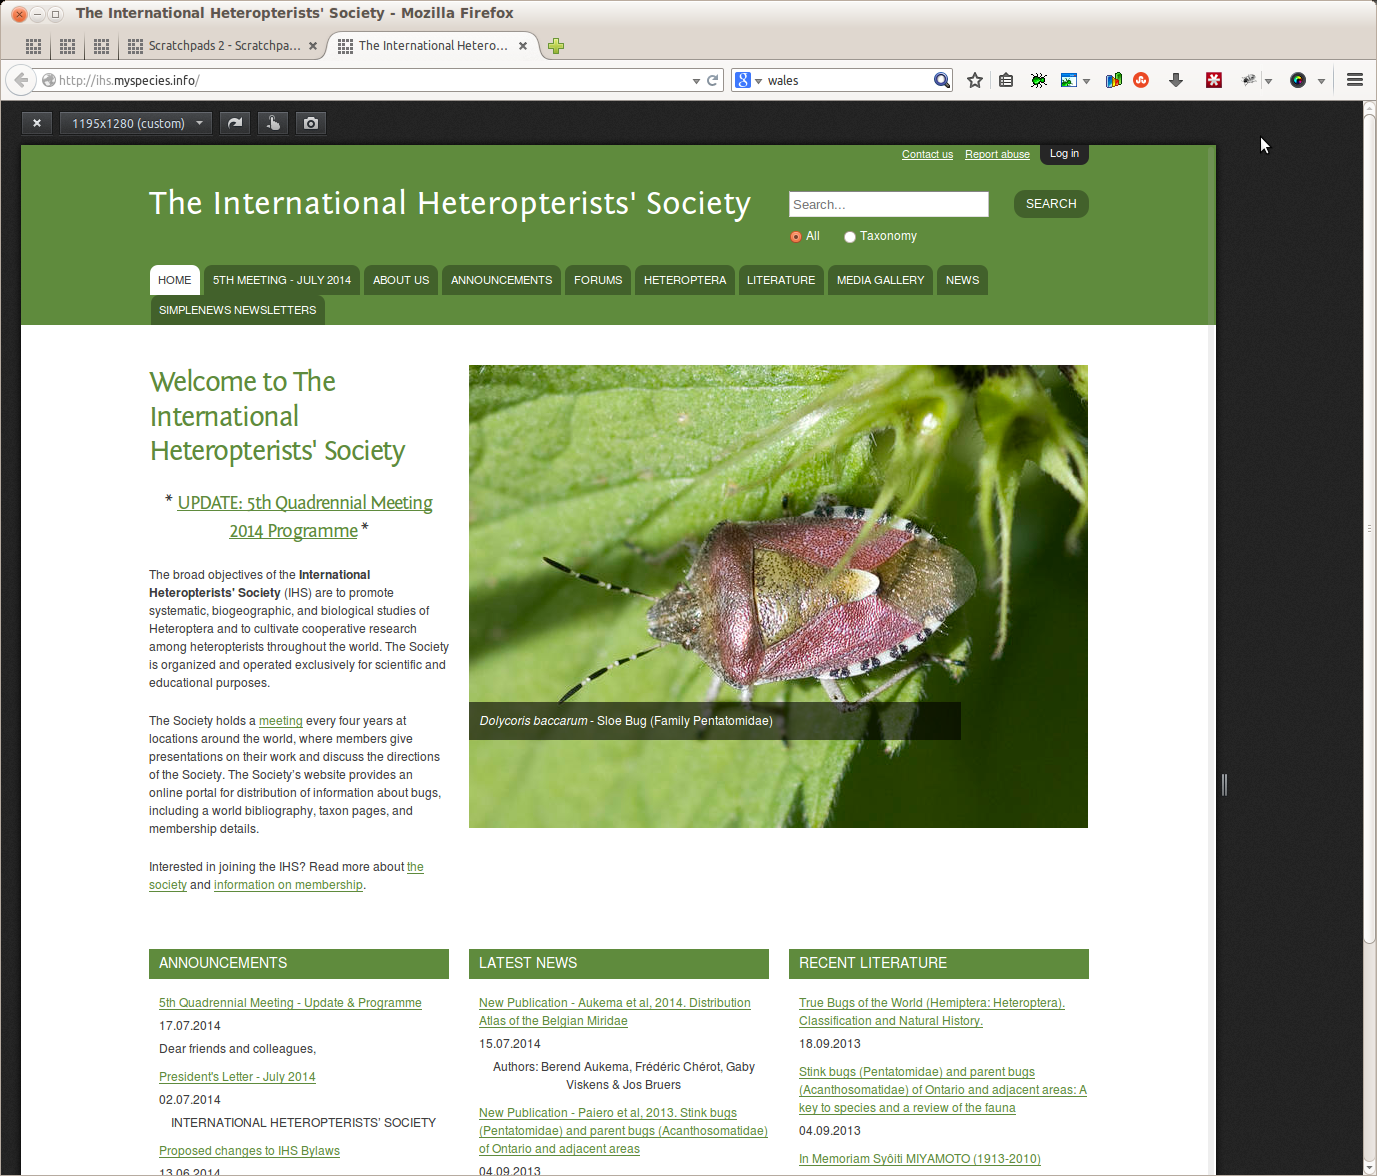 The International Heteropterists' Society - Mozilla Firefox
Scratchpads 2 - Scratchpa...
The International Hetero...
http://ihs.myspecies.info/
wales
1195x1280 (custom)
Contact us
Report abuse
Log in
The International Heteropterists' Society
Search...
SEARCH
All
Taxonomy
HOME
5TH MEETING - JULY 2014
ABOUT US
ANNOUNCEMENTS
FORUMS
HETEROPTERA
LITERATURE
MEDIA GALLERY
NEWS
SIMPLENEWS NEWSLETTERS
Welcome to The
International
Heteropterists' Society
* UPDATE: 5th Quadrennial Meeting
2014 Programme *
The broad objectives of the International
Heteropterists' Society (IHS) are to promote
systematic, biogeographic, and biological studies of
Heteroptera and to cultivate cooperative research
among heteropterists throughout the world. The Society
is organized and operated exclusively for scientific and
educational purposes.
The Society holds a meeting every four years at
locations around the world, where members give
presentations on their work and discuss the directions
of the Society. The Society's website provides an
online portal for distribution of information about bugs,
including a world bibliography, taxon pages, and
membership details.
Interested in joining the IHS? Read more about the
society and information on membership.
Dolycoris baccarum - Sloe Bug (Family Pentatomidae)
ANNOUNCEMENTS
5th Quadrennial Meeting - Update & Programme
17.07.2014
Dear friends and colleagues,
President's Letter - July 2014
02.07.2014
INTERNATIONAL HETEROPTERISTS' SOCIETY
Proposed changes to IHS Bylaws
13.06.2014
LATEST NEWS
New Publication - Aukema et al, 2014. Distribution
Atlas of the Belgian Miridae
15.07.2014
Authors: Berend Aukema, Frédéric Chérot, Gaby
Viskens & Jos Bruers
New Publication - Paiero et al, 2013. Stink bugs
(Pentatomidae) and parent bugs (Acanthosomatidae)
of Ontario and adjacent areas
04.09.2013
RECENT LITERATURE
True Bugs of the World (Hemiptera: Heteroptera).
Classification and Natural History.
18.09.2013
Stink bugs (Pentatomidae) and parent bugs
(Acanthosomatidae) of Ontario and adjacent areas: A
key to species and a review of the fauna
04.09.2013
In Memoriam Syôiti MIYAMOTO (1913-2010)